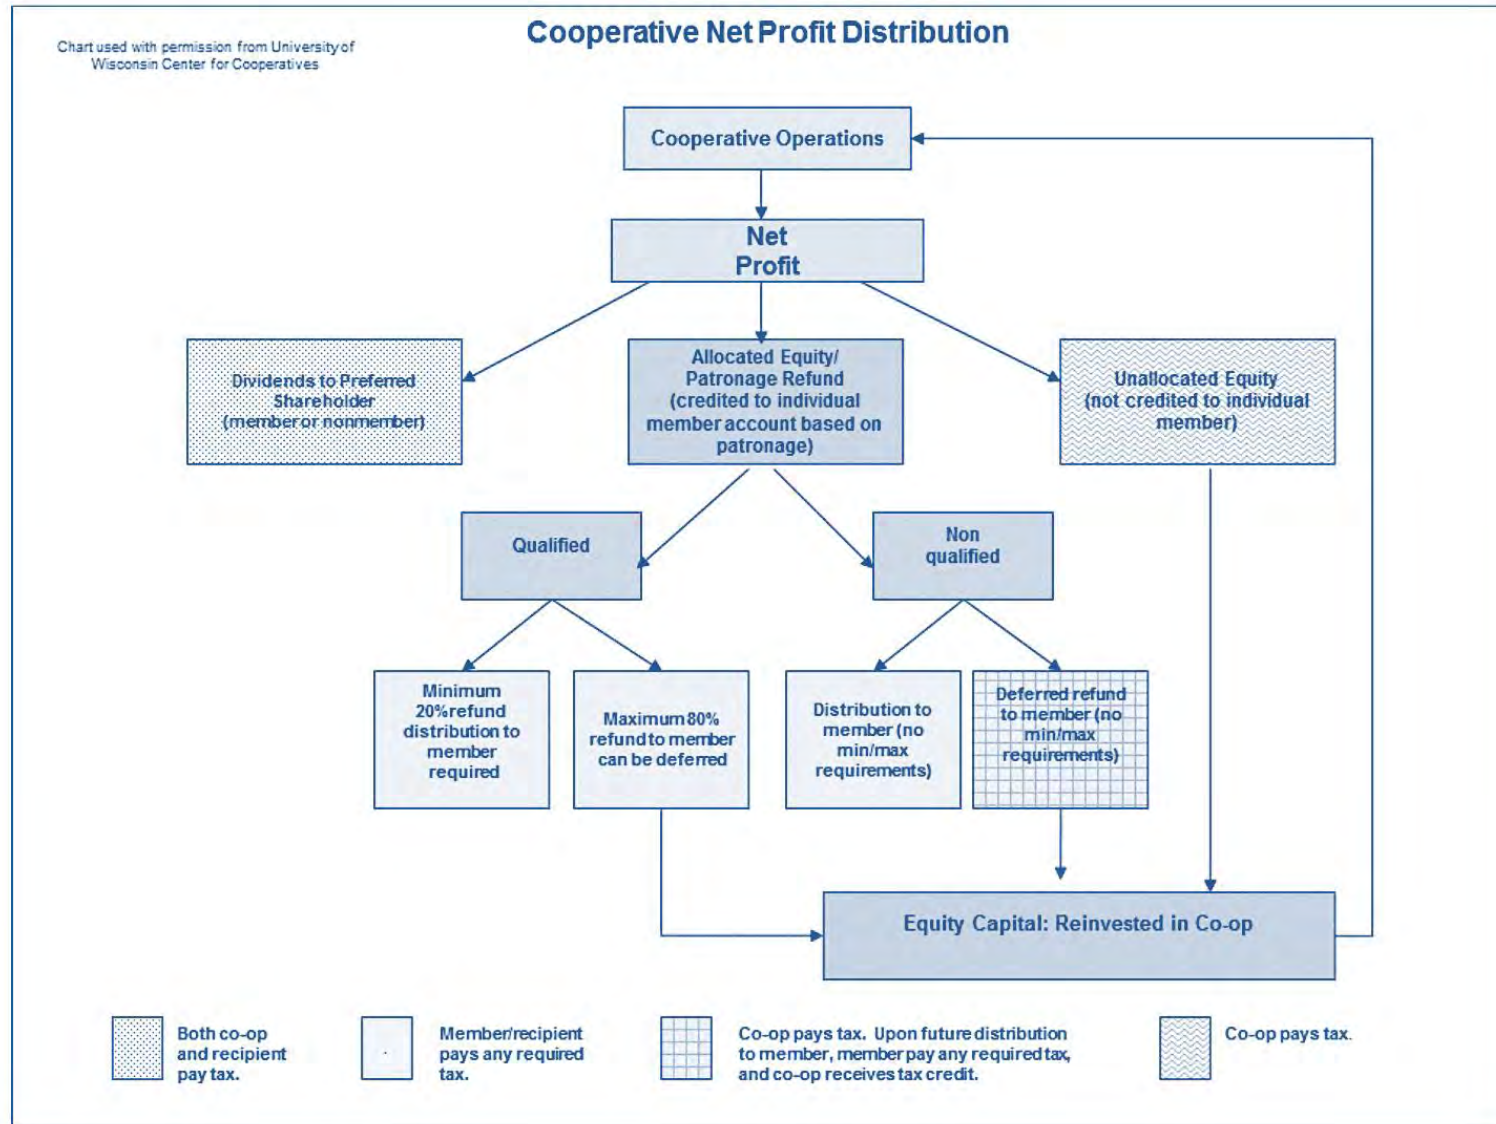 Cooperative Net Profit Distribution
Chart used with permission from University of
Wisconsin Center for Cooperatives
Cooperative Operations
Net
Profit
Dividends to Preferred
Shareholder
(member or nonmember)
Allocated Equity/
Patronage Refund
(credited to individual
member account based on
patronage)
Unallocated Equity
(not credited to individual
member)
Qualified
Non
qualified
Minimum
20% refund
distribution to
member
required
Maximum 80%
refund to member
can be deferred
Distribution to
member (no
min/max
requirements)
Deferred refund
to member (no
min/max
requirements)
Equity Capital: Reinvested in Co-op
Both co-op
and recipient
pay tax.
Member/recipient
pays any required
tax.
Co-op pays tax. Upon future distribution
to member, member pay any required tax,
and co-op receives tax credit.
Co-op pays tax.